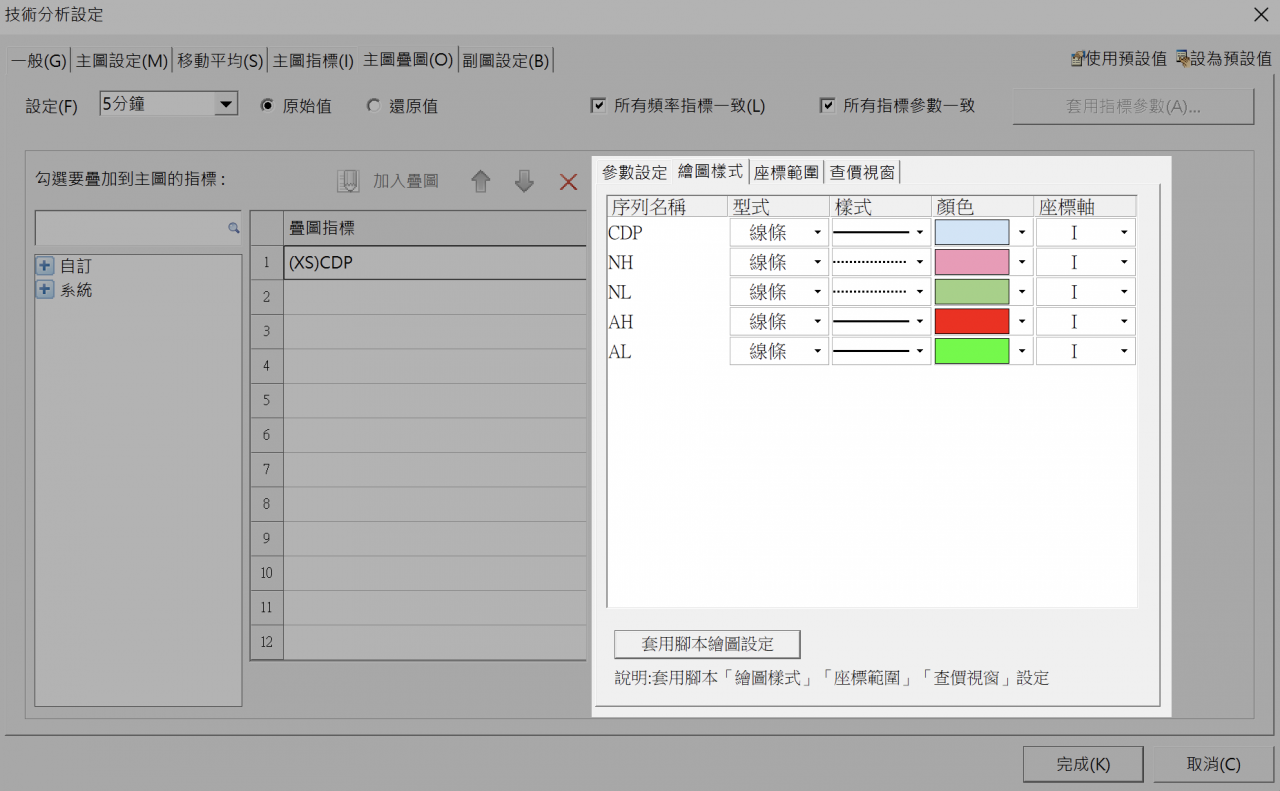 技術分析設定
一般(G) 主圖設定(M) 移動平均(S) 主圖指標(I) 主圖疊圖(O) 副圖設定(B) 使用預設值 設為預設值
設定(F) 5分鐘 原始值 還原值 所有頻率指標一致(L) 所有指標參數一致 套用指標參數(A)...
勾選要疊加到主圖的指標 : 加入疊圖
自訂
系統
疊圖指標
1 (XS)CDP
2
3
4
5
6
7
8
9
10
11
12
參數設定 繪圖樣式 座標範圍 查價視窗
序列名稱 型式 樣式 顏色 座標軸
CDP 線條 I
NH 線條 I
NL 線條 I
AH 線條 I
AL 線條 I
套用腳本繪圖設定
說明:套用腳本「繪圖樣式」「座標範圍」「查價視窗」設定
完成(K) 取消(C)